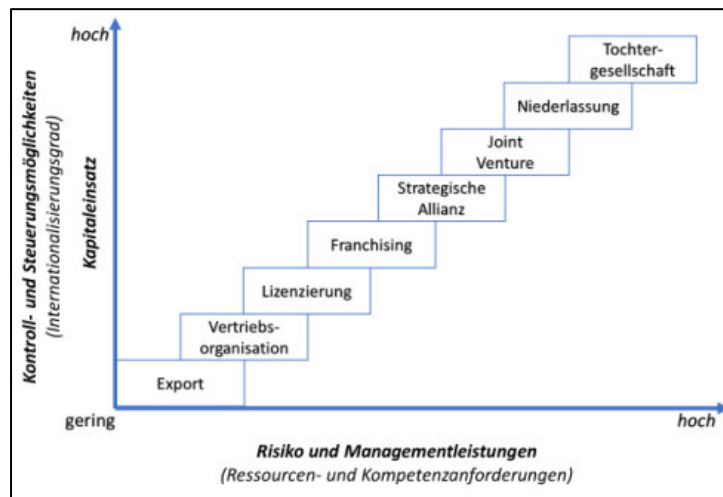 hoch
Kontroll- und Steuerungsmöglichkeiten
(Internationalisierungsgrad)
Kapitaleinsatz
Tochter-
gesellschaft
Niederlassung
Joint
Venture
Strategische
Allianz
Franchising
Lizenzierung
Vertriebs-
organisation
Export
gering
hoch
Risiko und Managementleistungen
(Ressourcen- und Kompetenzanforderungen)